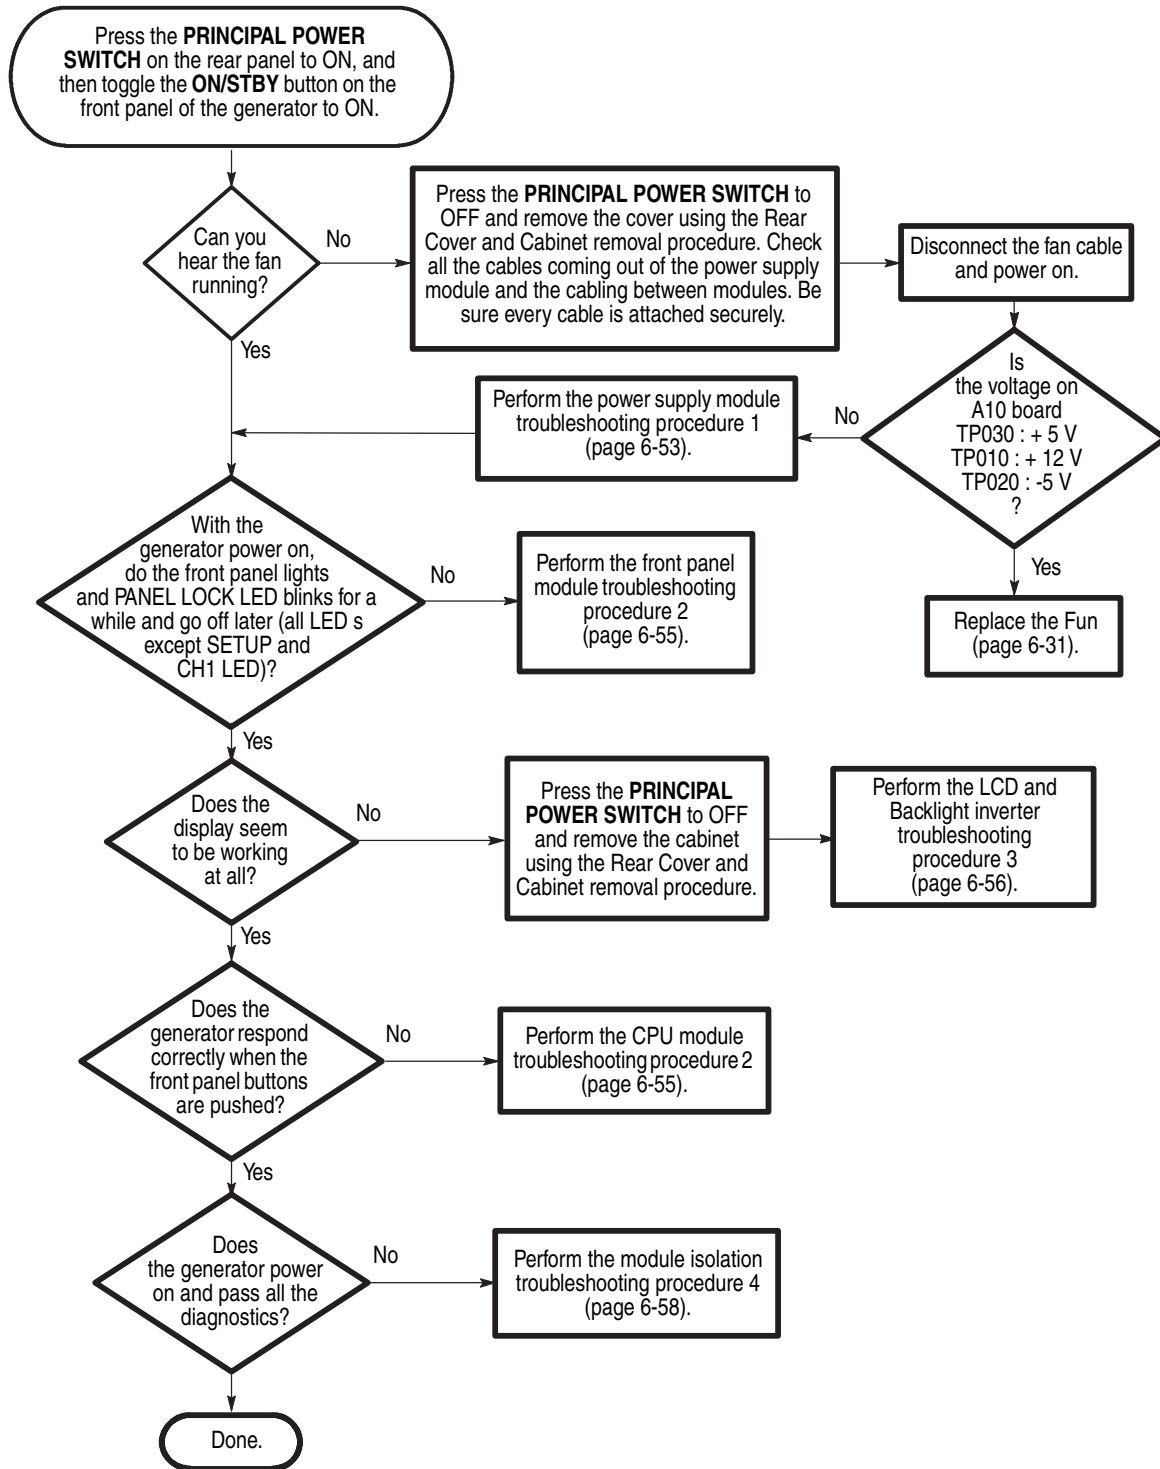 Press the PRINCIPAL POWER
SWITCH on the rear panel to ON, and
then toggle the ON/STBY button on the
front panel of the generator to ON.
Can you
hear the fan
running?
No
Press the PRINCIPAL POWER SWITCH to
OFF and remove the cover using the Rear
Cover and Cabinet removal procedure. Check
all the cables coming out of the power supply
module and the cabling between modules. Be
sure every cable is attached securely.
Disconnect the fan cable
and power on.
Is
the voltage on
A10 board
TP030 : + 5 V
TP010 : + 12 V
TP020 : -5 V
?
No
Perform the power supply module
troubleshooting procedure 1
(page 6-53).
Yes
Replace the Fun
(page 6-31).
Yes
With the
generator power on,
do the front panel lights
and PANEL LOCK LED blinks for a
while and go off later (all LED s
except SETUP and
CH1 LED)?
No
Perform the front panel
module troubleshooting
procedure 2
(page 6-55).
Yes
Does the
display seem
to be working
at all?
No
Press the PRINCIPAL
POWER SWITCH to OFF
and remove the cabinet
using the Rear Cover and
Cabinet removal procedure.
Perform the LCD and
Backlight inverter
troubleshooting
procedure 3
(page 6-56).
Yes
Does the
generator respond
correctly when the
front panel buttons
are pushed?
No
Perform the CPU module
troubleshooting procedure 2
(page 6-55).
Yes
Does
the generator power
on and pass all the
diagnostics?
No
Perform the module isolation
troubleshooting procedure 4
(page 6-58).
Done.